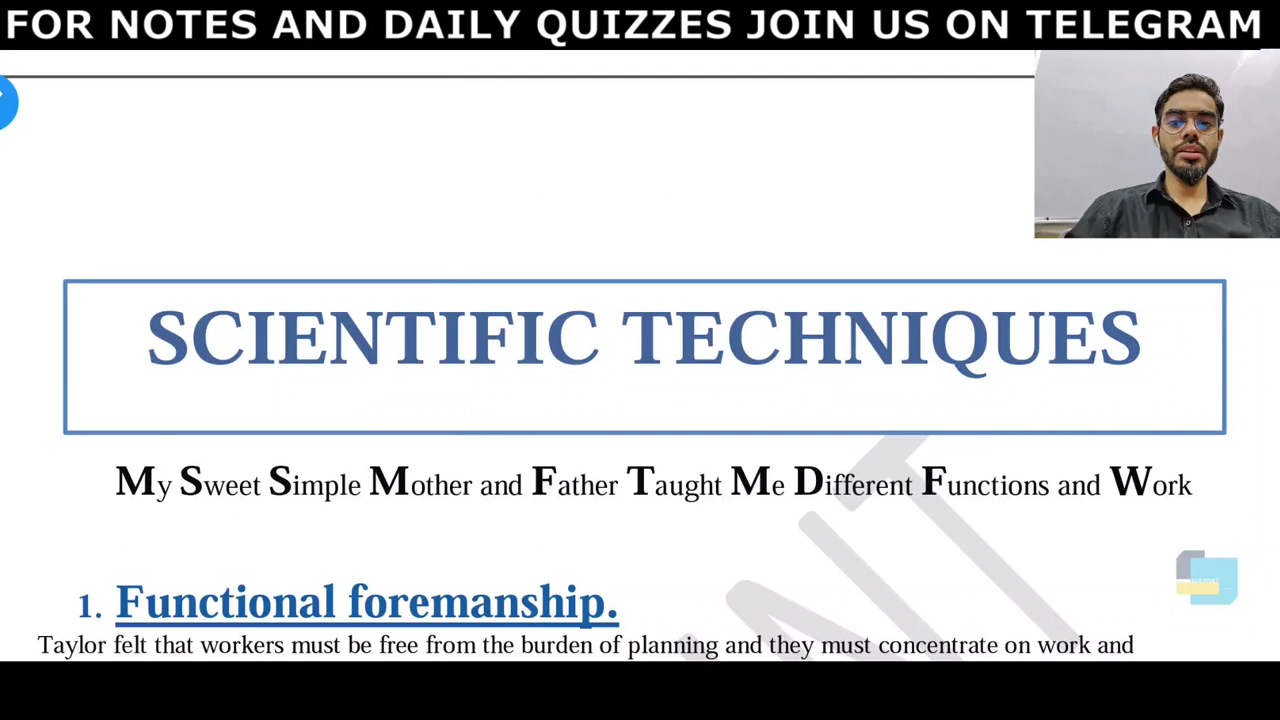 FOR NOTES AND DAILY QUIZZES JOIN US ON TELEGRAM
SCIENTIFIC TECHNIQUES
My Sweet Simple Mother and Father Taught Me Different Functions and Work
1. Functional foremanship.
Taylor felt that workers must be free from the burden of planning and they must concentrate on work and